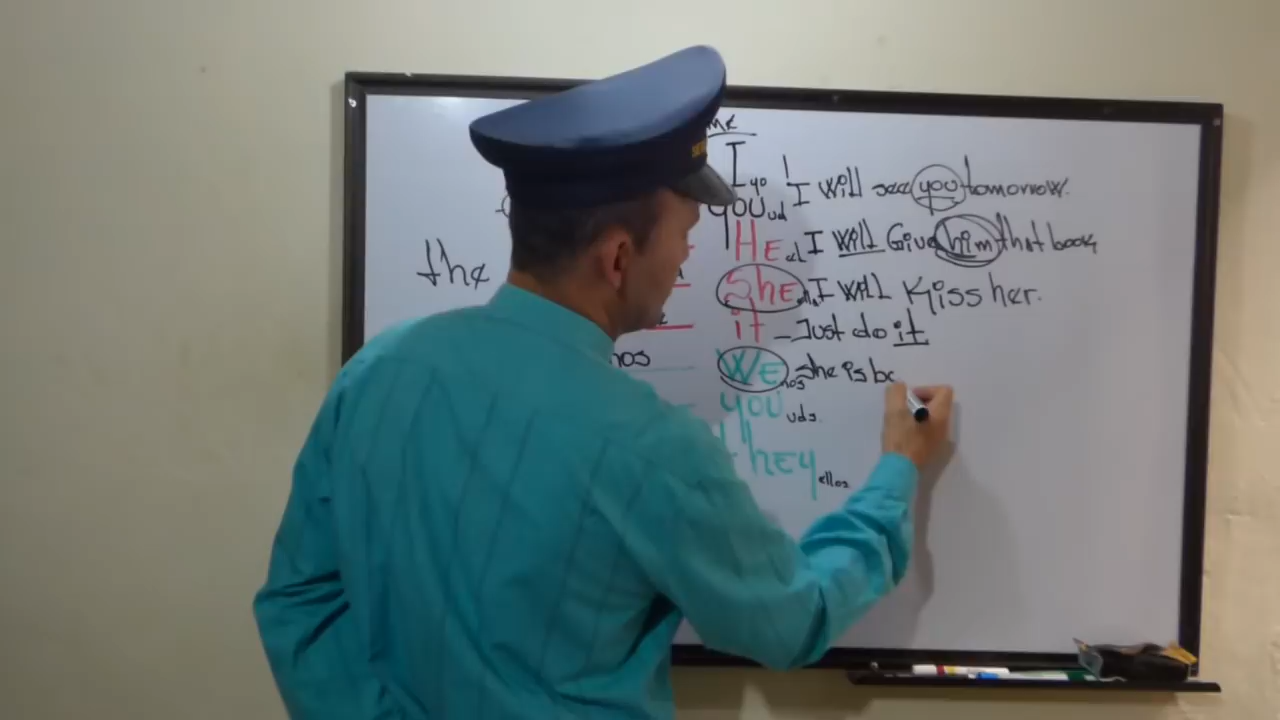 me
I yo I will see you tomorrow.
you ud
He el I will Give him that book
the
She ella I will Kiss her.
it Just do it
nos
We nos She is
you uds.
they ellos